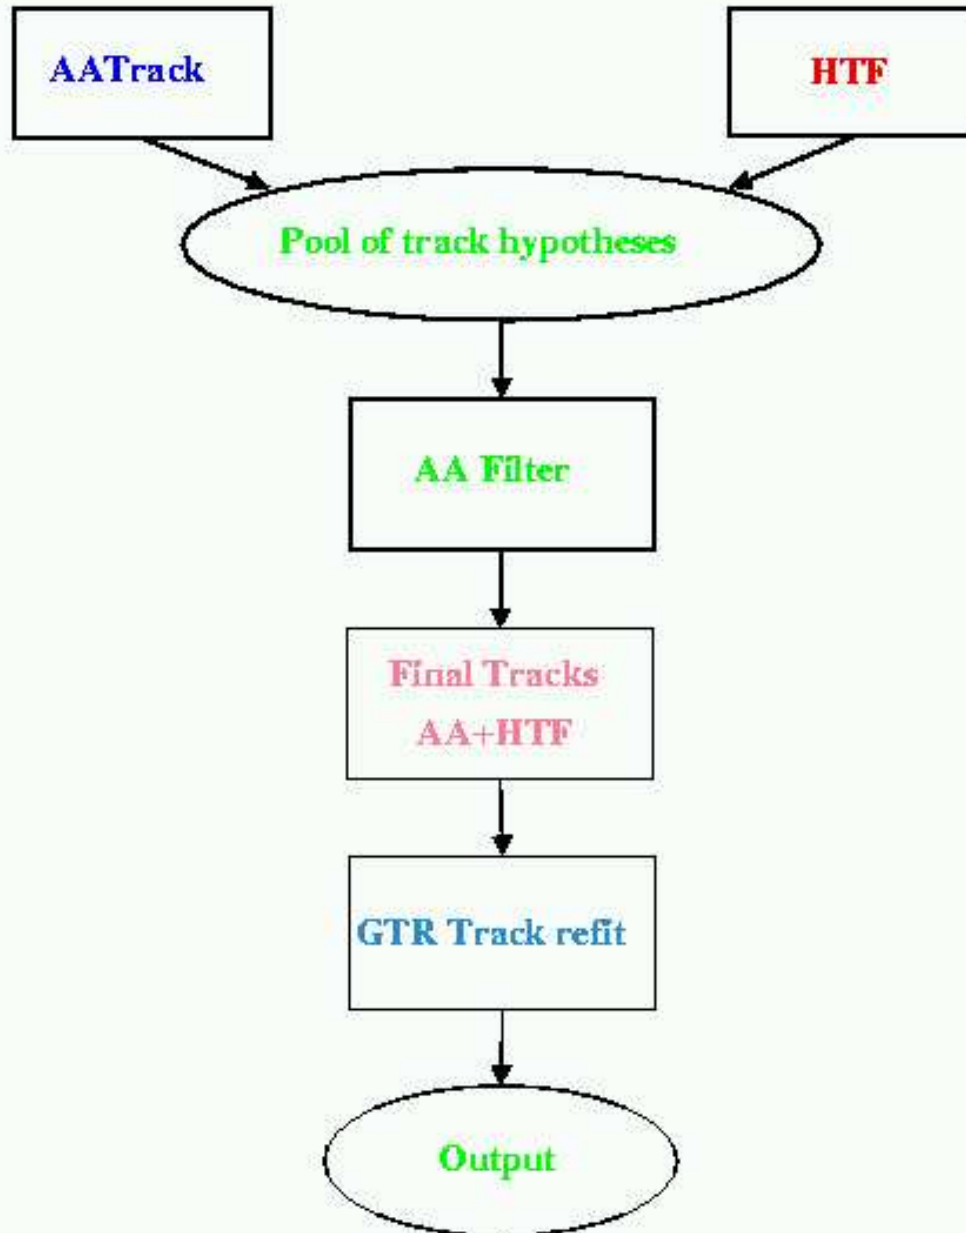 AATrack
HTF
Pool of track hypotheses
AA Filter
Final Tracks
AA+HTF
GTR Track refit
Output